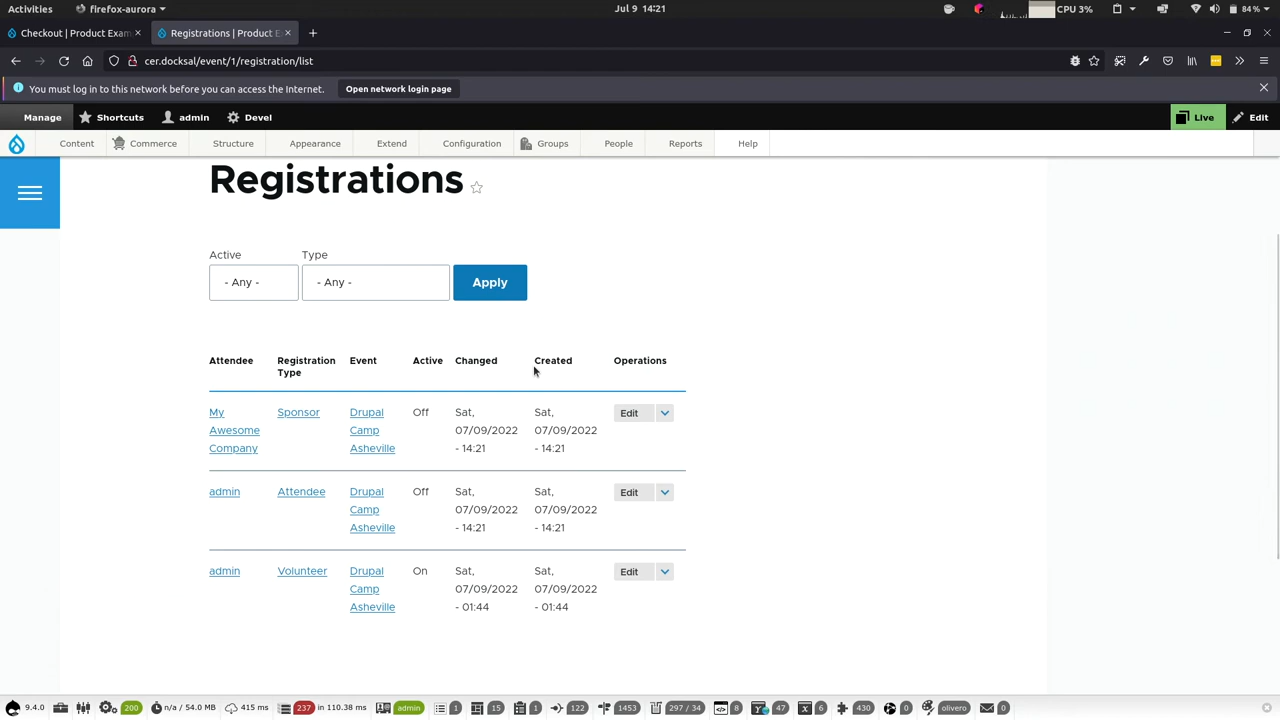 Activities firefox-aurora Jul 9 14:21 CPU 3% 84%
Checkout | Product Exam Registrations | Product E
cer.docksal/event/1/registration/list
You must log in to this network before you can access the Internet. Open network login page
Manage Shortcuts admin Devel Live Edit
Content Commerce Structure Appearance Extend Configuration Groups People Reports Help
Registrations
Active Type
- Any - - Any - Apply
Attendee Registration Event Active Changed Created Operations
Type
My Sponsor Drupal Off Sat, Sat, Edit
Awesome Camp 07/09/2022 07/09/2022
Company Asheville - 14:21 - 14:21
admin Attendee Drupal Off Sat, Sat, Edit
Camp 07/09/2022 07/09/2022
Asheville - 14:21 - 14:21
admin Volunteer Drupal On Sat, Sat, Edit
Camp 07/09/2022 07/09/2022
Asheville - 01:44 - 01:44
9.4.0 200 n/a / 54.0 MB 415 ms 237 in 110.38 ms admin 1 15 1 122 1453 297 / 34 8 47 6 430 0 olivero 0